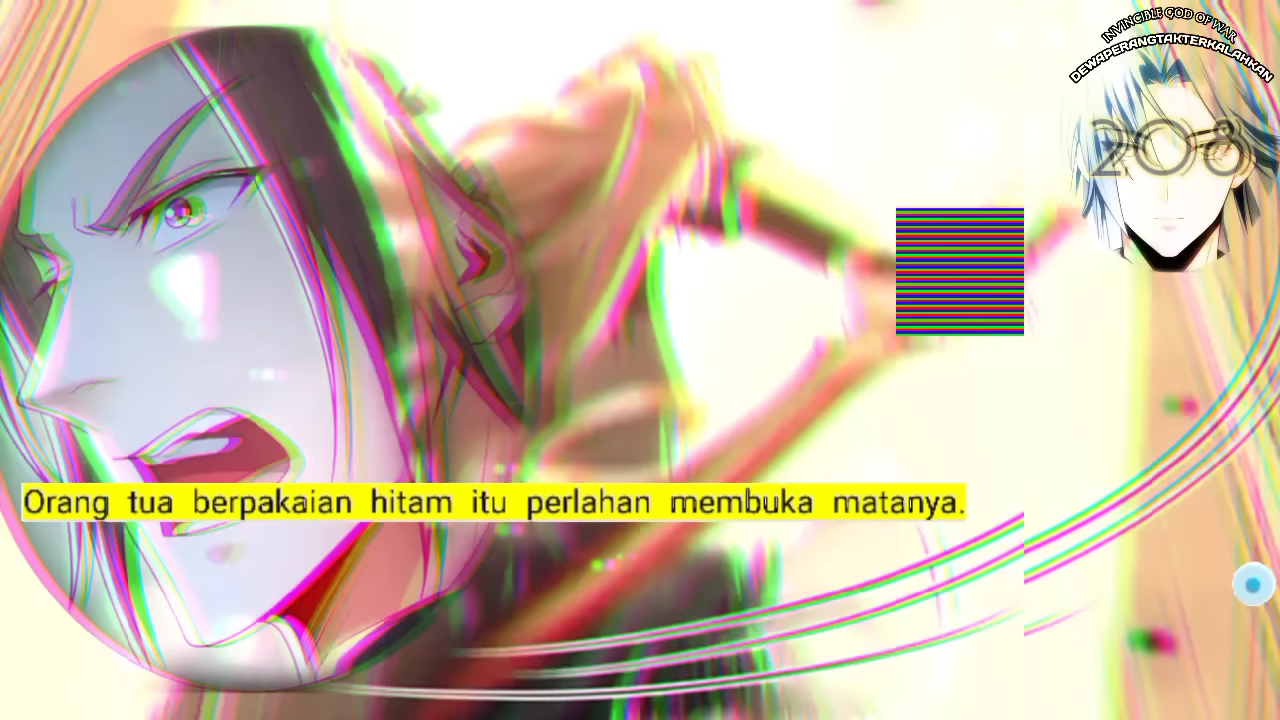 INVINCIBLE GOD OF WAR
DEWAPERANGTAKTERKALAHKAN
208
Orang tua berpakaian hitam itu perlahan membuka matanya.